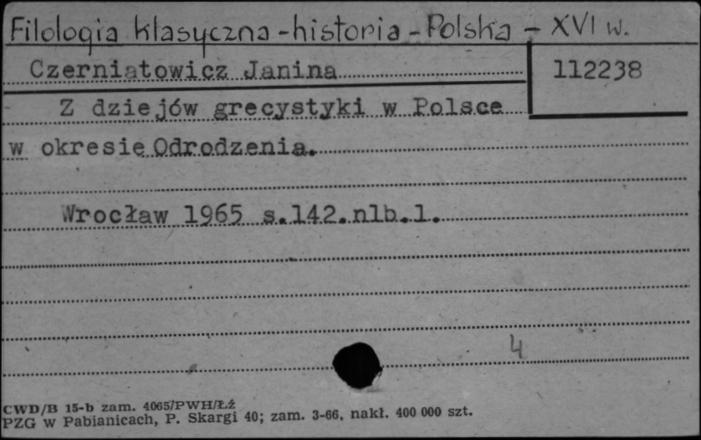 Filologia klasyczna - historia - Polska - XVI w.
Czerniatowicz Janina 112238
Z dziejów grecystyki w Polsce
w okresie Odrodzenia.
Wrocław 1965 s.142.nlb.1.
4
CWD/B 15-b zam. 4065/PWH/Łź
PZG w Pabianicach, P. Skargi 40; zam. 3-66, nakł. 400 000 szt.